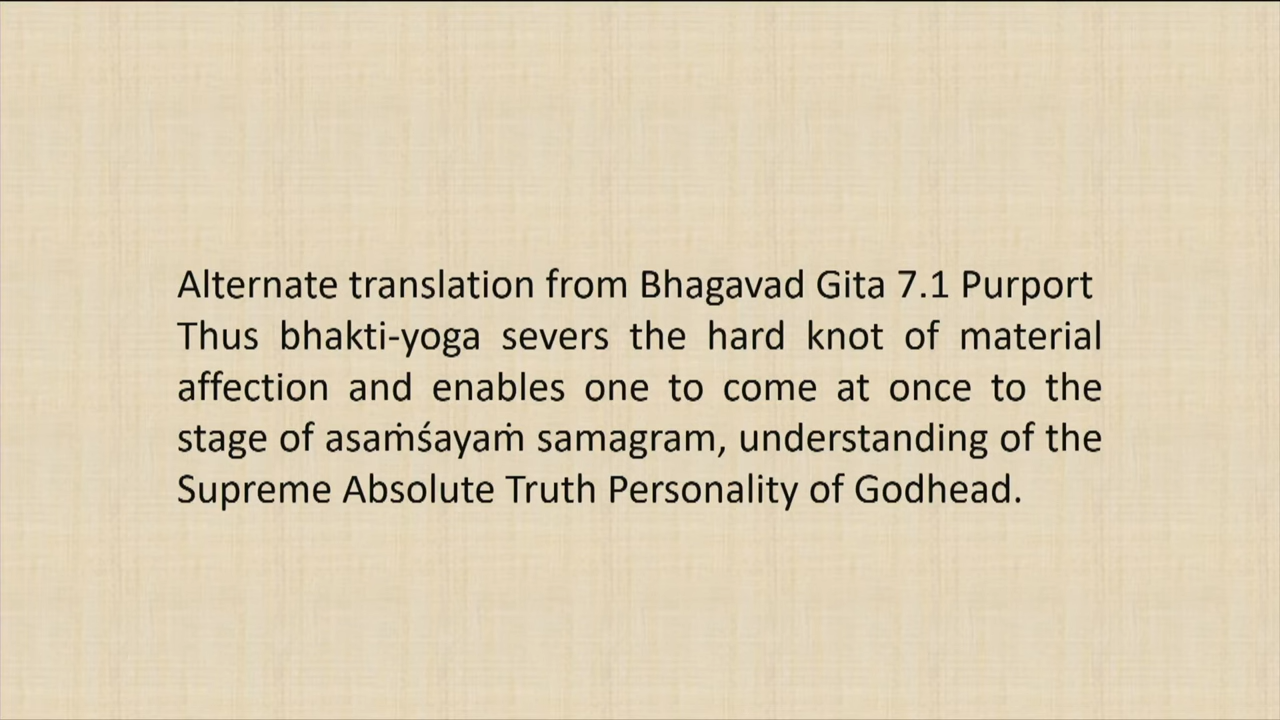 Alternate translation from Bhagavad Gita 7.1 Purport
Thus bhakti-yoga severs the hard knot of material
affection and enables one to come at once to the
stage of asaṁśayaṁ samagram, understanding of the
Supreme Absolute Truth Personality of Godhead.